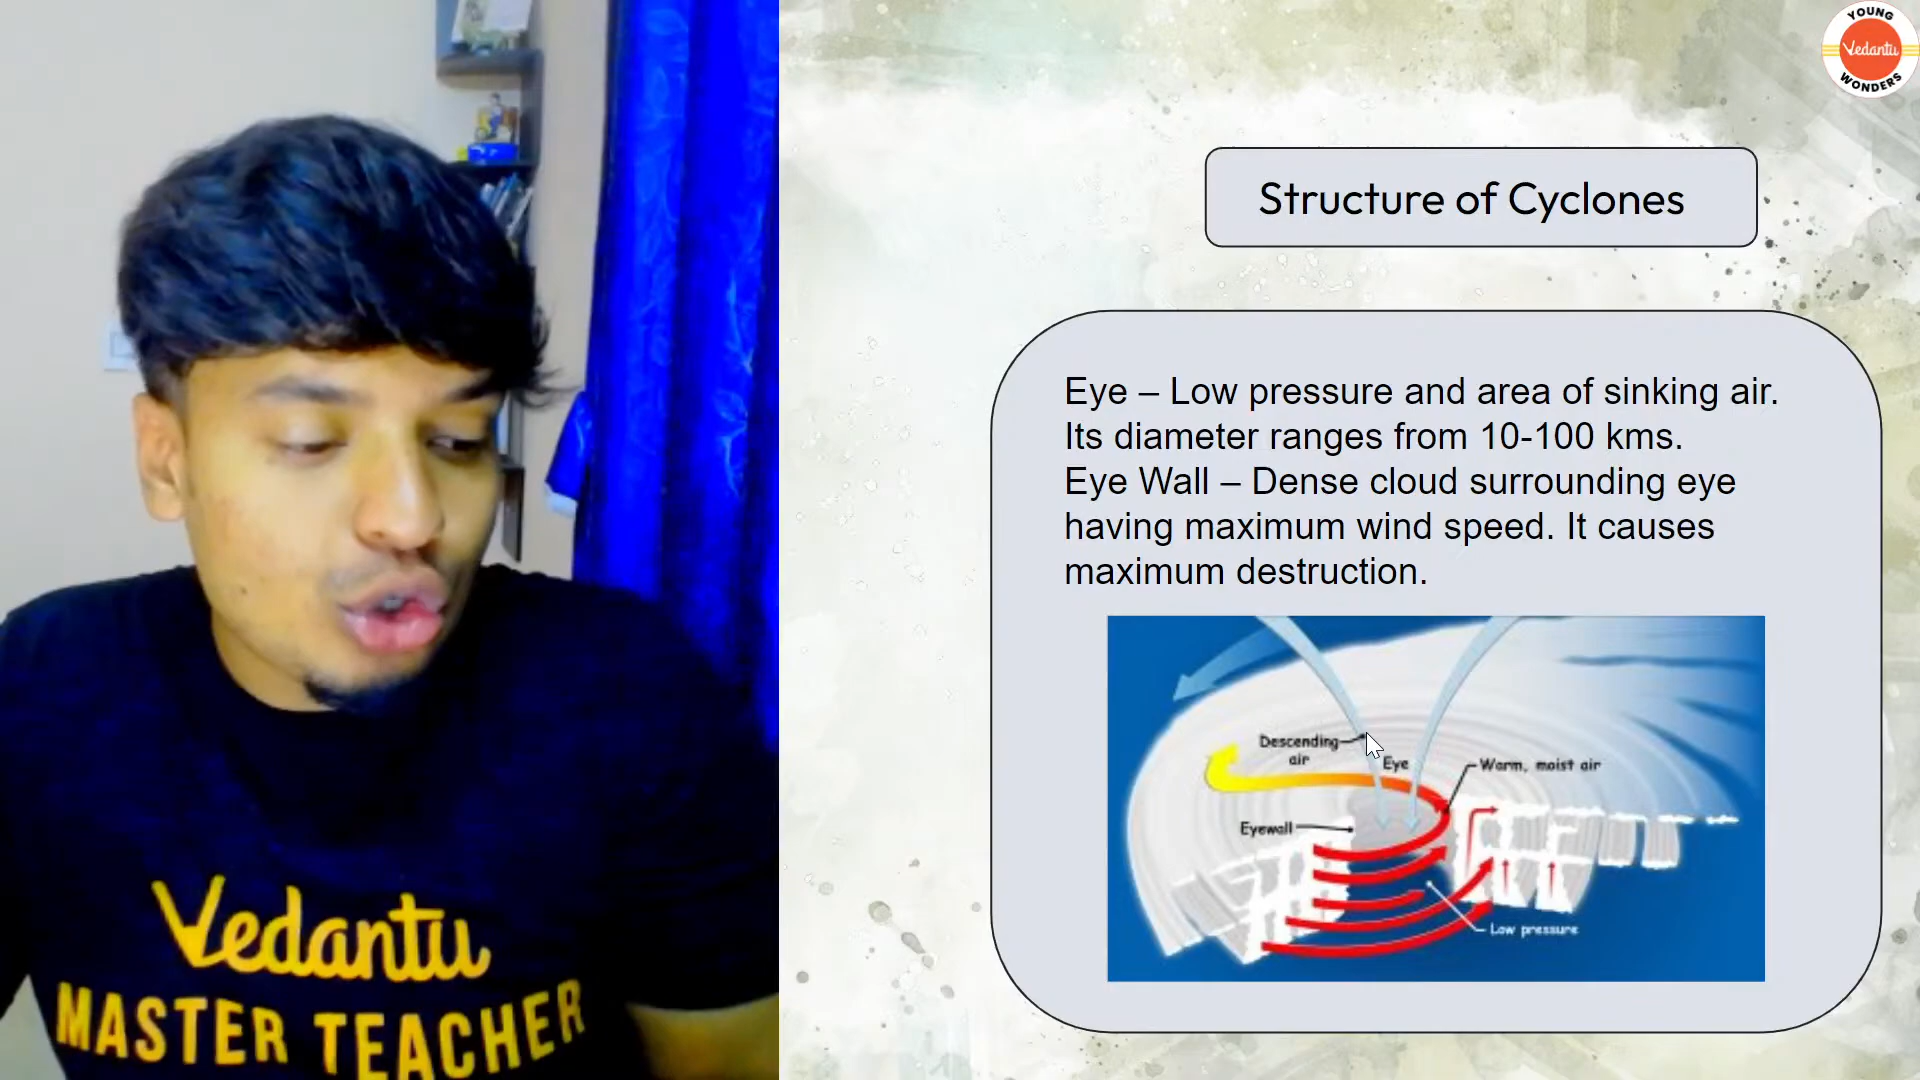 YOUNG
Vedantu
WONDERS
Structure of Cyclones
Eye – Low pressure and area of sinking air.
Its diameter ranges from 10-100 kms.
Eye Wall – Dense cloud surrounding eye
having maximum wind speed. It causes
maximum destruction.
Descending
air
Eye
Warm, moist air
Eyewall
Low pressure
Vedantu
MASTER TEACHER